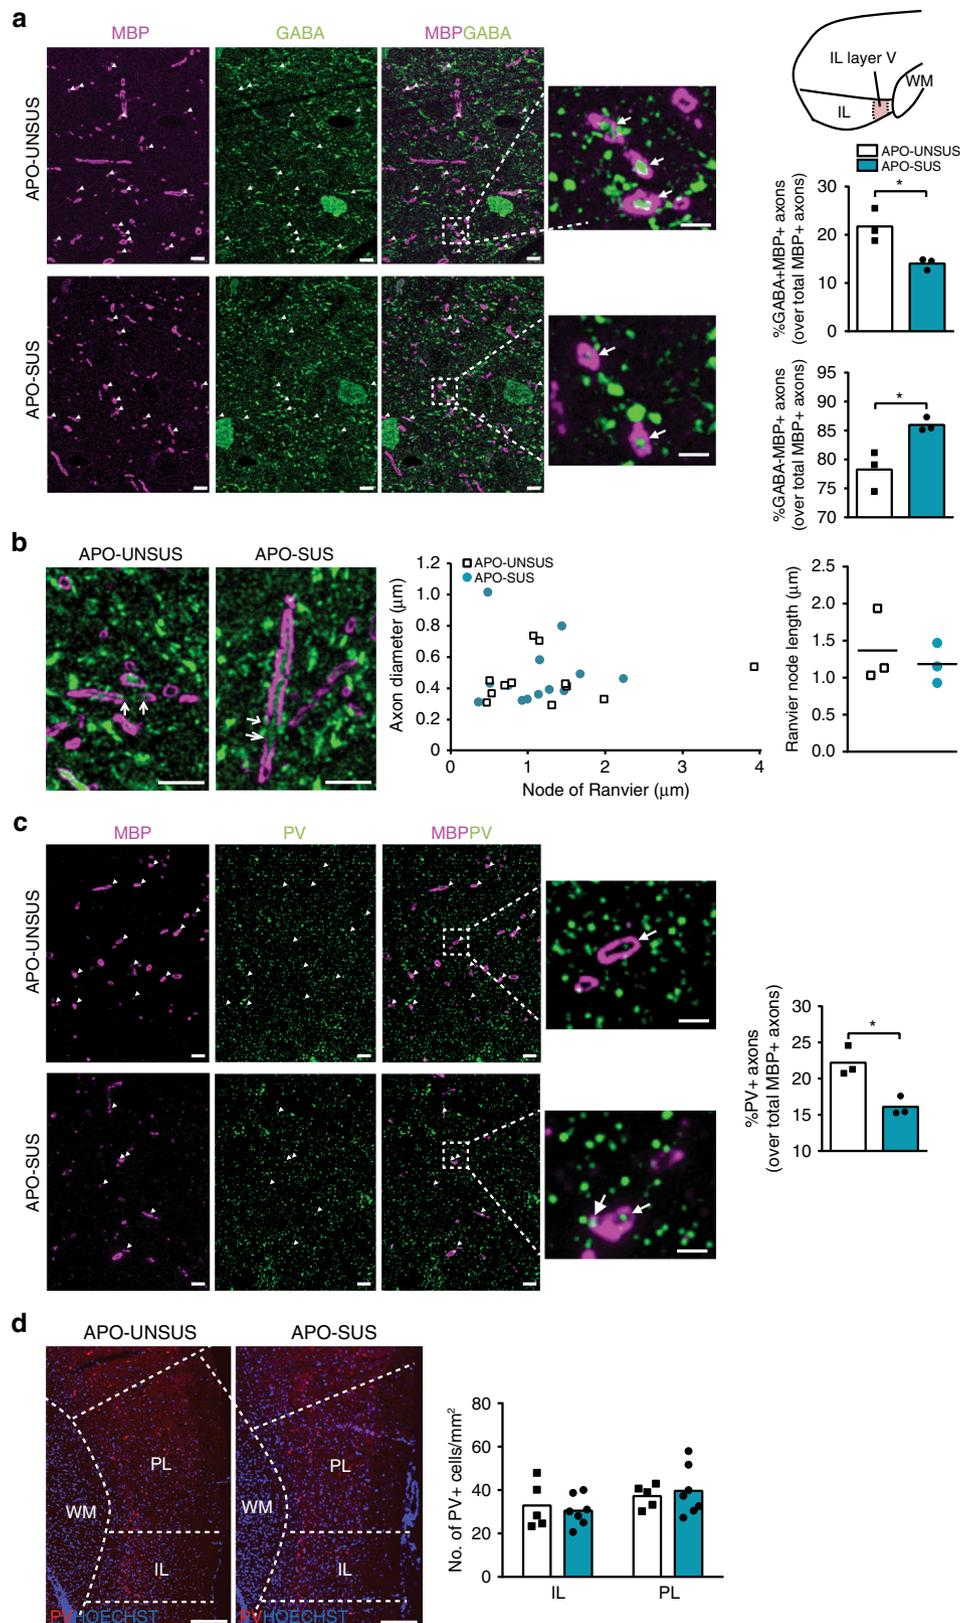 a
MBP
GABA
MBPGABA
APO-UNSUS
APO-SUS
IL layer V
WM
IL
APO-UNSUS
APO-SUS
%GABA+MBP+ axons
(over total MBP+ axons)
30
20
10
0
*
%GABA-MBP+ axons
(over total MBP+ axons)
95
90
85
80
75
70
*
b
APO-UNSUS
APO-SUS
Axon diameter (μm)
1.2
1.0
0.8
0.6
0.4
0.2
0
APO-UNSUS
APO-SUS
0 1 2 3 4
Node of Ranvier (μm)
Ranvier node length (μm)
2.5
2.0
1.5
1.0
0.5
0.0
c
MBP
PV
MBPPV
APO-UNSUS
APO-SUS
%PV+ axons
(over total MBP+ axons)
30
25
20
15
10
*
d
APO-UNSUS
APO-SUS
PL
WM
IL
PVHOECHST
PL
WM
IL
PVHOECHST
No. of PV+ cells/mm²
80
60
40
20
0
IL PL